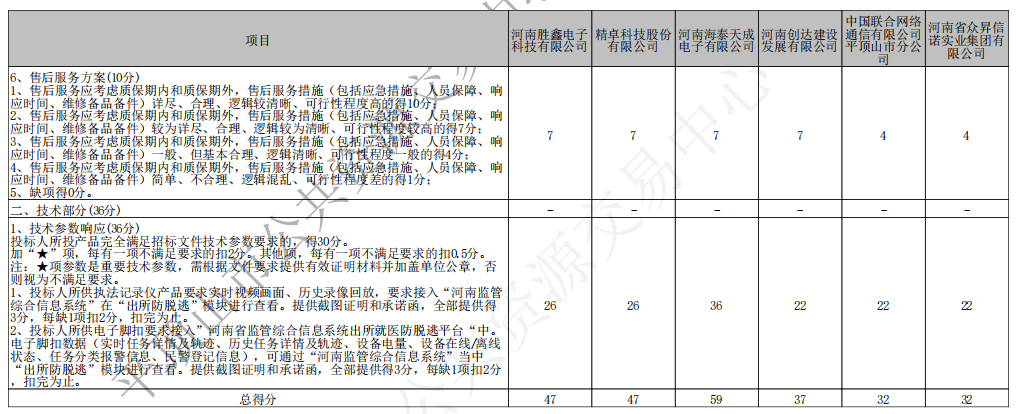 项目
河南胜鑫电子科技有限公司
精卓科技股份有限公司
河南海泰天成电子有限公司
河南创达建设发展有限公司
中国联合网络通信有限公司平顶山市分公司
河南省众昇信诺实业集团有限公司
6、售后服务方案(10分)
1、售后服务应考虑质保期内和质保期外，售后服务措施（包括应急措施、人员保障、响
应时间、维修备品备件）详尽、合理、逻辑较清晰、可行性程度高的得10分；
2、售后服务应考虑质保期内和质保期外，售后服务措施（包括应急措施、人员保障、响
应时间、维修备品备件）较为详尽、合理、逻辑较为清晰、可行性程度较高的得7分；
3、售后服务应考虑质保期内和质保期外，售后服务措施（包括应急措施、人员保障、响
应时间、维修备品备件）一般、但基本合理、逻辑清晰、可行性程度一般的得4分；
4、售后服务应考虑质保期内和质保期外，售后服务措施（包括应急措施、人员保障、响
应时间、维修备品备件）简单、不合理、逻辑混乱、可行性程度差的得1分；
5、缺项得0分。
7 7 7 7 4 4
二、技术部分(36分)
- - - - - -
1、技术参数响应(36分)
投标人所投产品完全满足招标文件技术参数要求的，得30分。
加“★”项，每有一项不满足要求的扣2分。其他项，每有一项不满足要求的扣0.5分。
注：★项参数是重要技术参数，需根据文件要求提供有效证明材料并加盖单位公章，否
则视为不满足要求。
1、投标人所供执法记录仪产品要求实时视频画面、历史录像回放，要求接入“河南监管
综合信息系统”在“出所防脱逃”模块进行查看。提供截图证明和承诺函，全部提供得
3分，每缺1项扣2分，扣完为止。
2、投标人所供电子脚扣要求接入”河南省监管综合信息系统出所就医防脱逃平台“中。
电子脚扣数据（实时任务详情及轨迹、历史任务详情及轨迹、设备电量、设备在线/离线
状态、任务分类报警信息、民警登记信息），可通过“河南监管综合信息系统”当中
“出所防脱逃”模块进行查看。提供截图证明和承诺函，全部提供得3分，每缺1项扣2分
，扣完为止。
26 26 36 22 22 22
总得分 47 47 59 37 32 32
平顶山市公共资源交易中心
公共资源交易中心